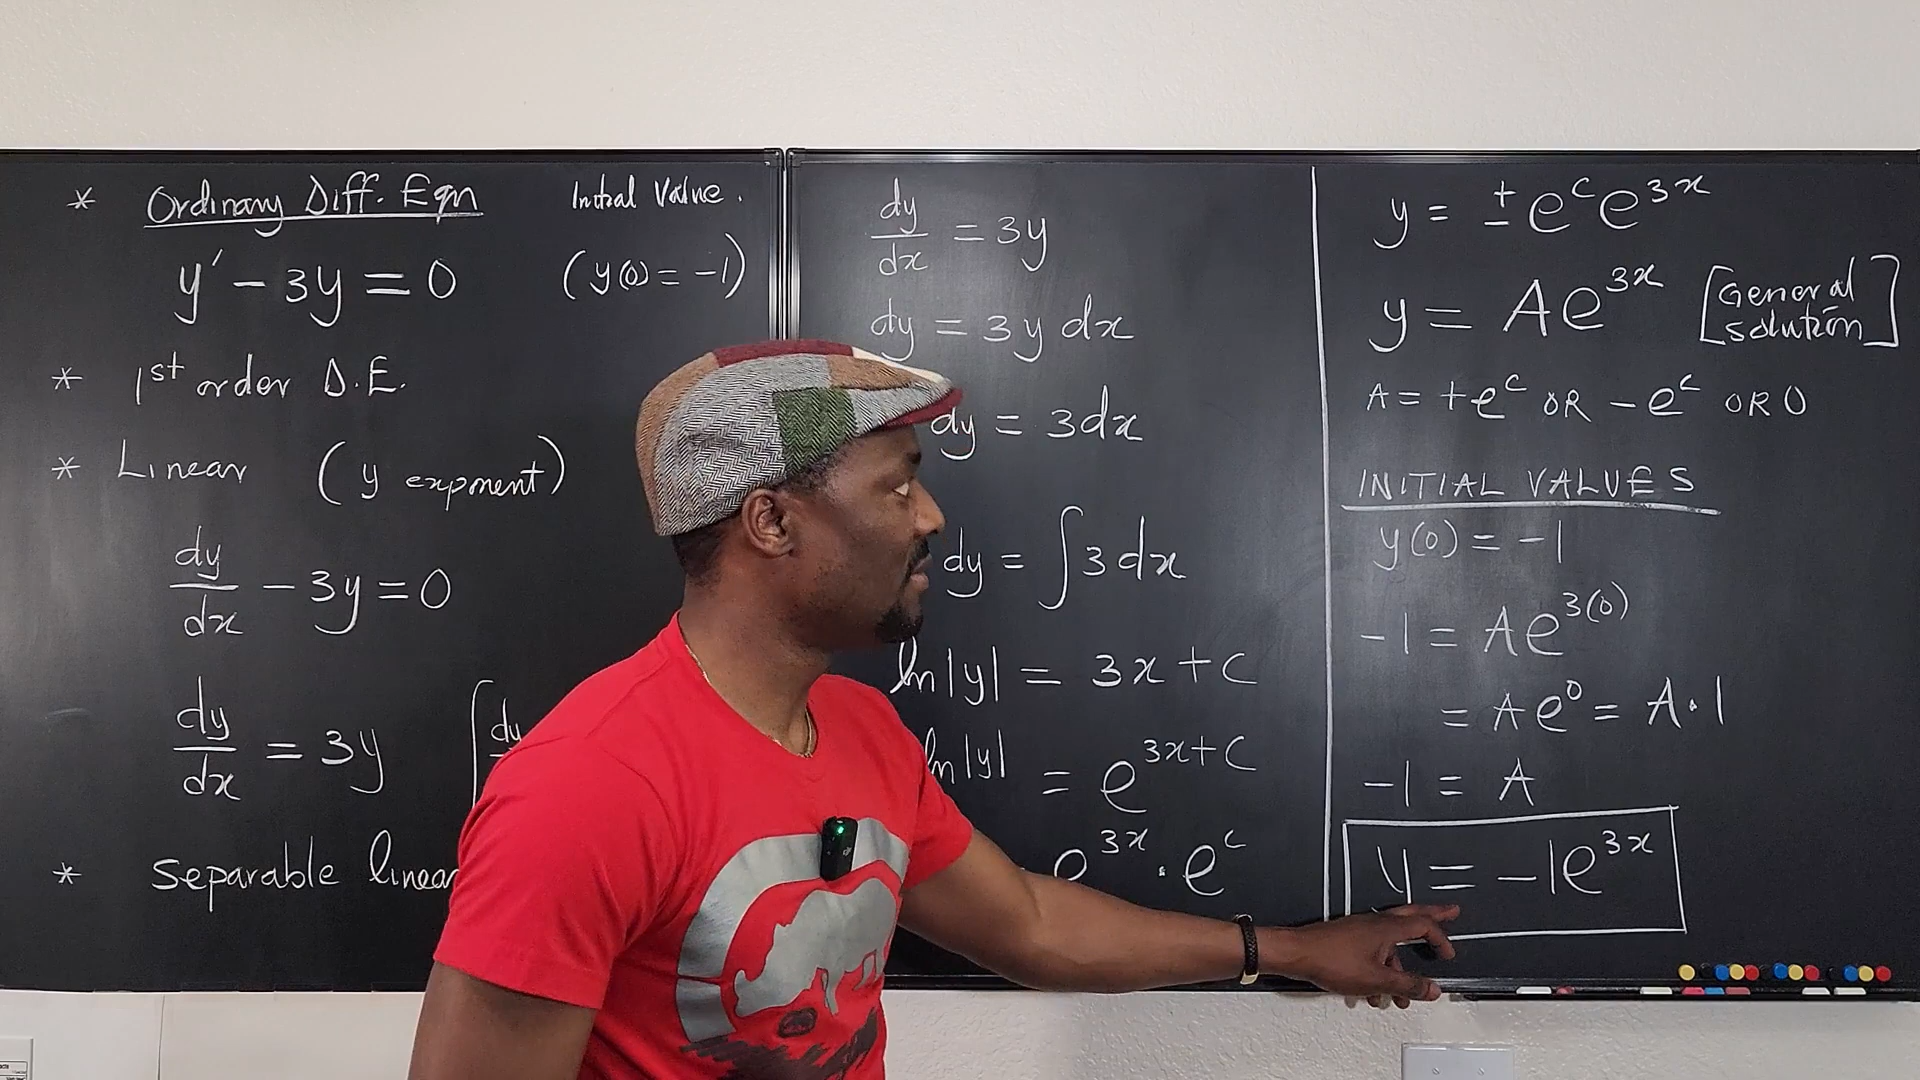 * Ordinary Diff. Eqn
Initial Value.
y' - 3y = 0
(y(0) = -1)
* 1st order D.E.
* Linear (y exponent)
dy/dx - 3y = 0
dy/dx = 3y ∫dy
* Separable linear
dy/dx = 3y
dy = 3y dx
dy = 3dx
dy = ∫3dx
ln|y| = 3x + C
ln|y| = e^{3x+C}
e^{3x} · e^c
y = ± e^c e^{3x}
y = Ae^{3x} [General solution]
A = +e^c OR -e^c OR 0
INITIAL VALUES
y(0) = -1
-1 = Ae^{3(0)}
= Ae^0 = A·1
-1 = A
y = -1e^{3x}